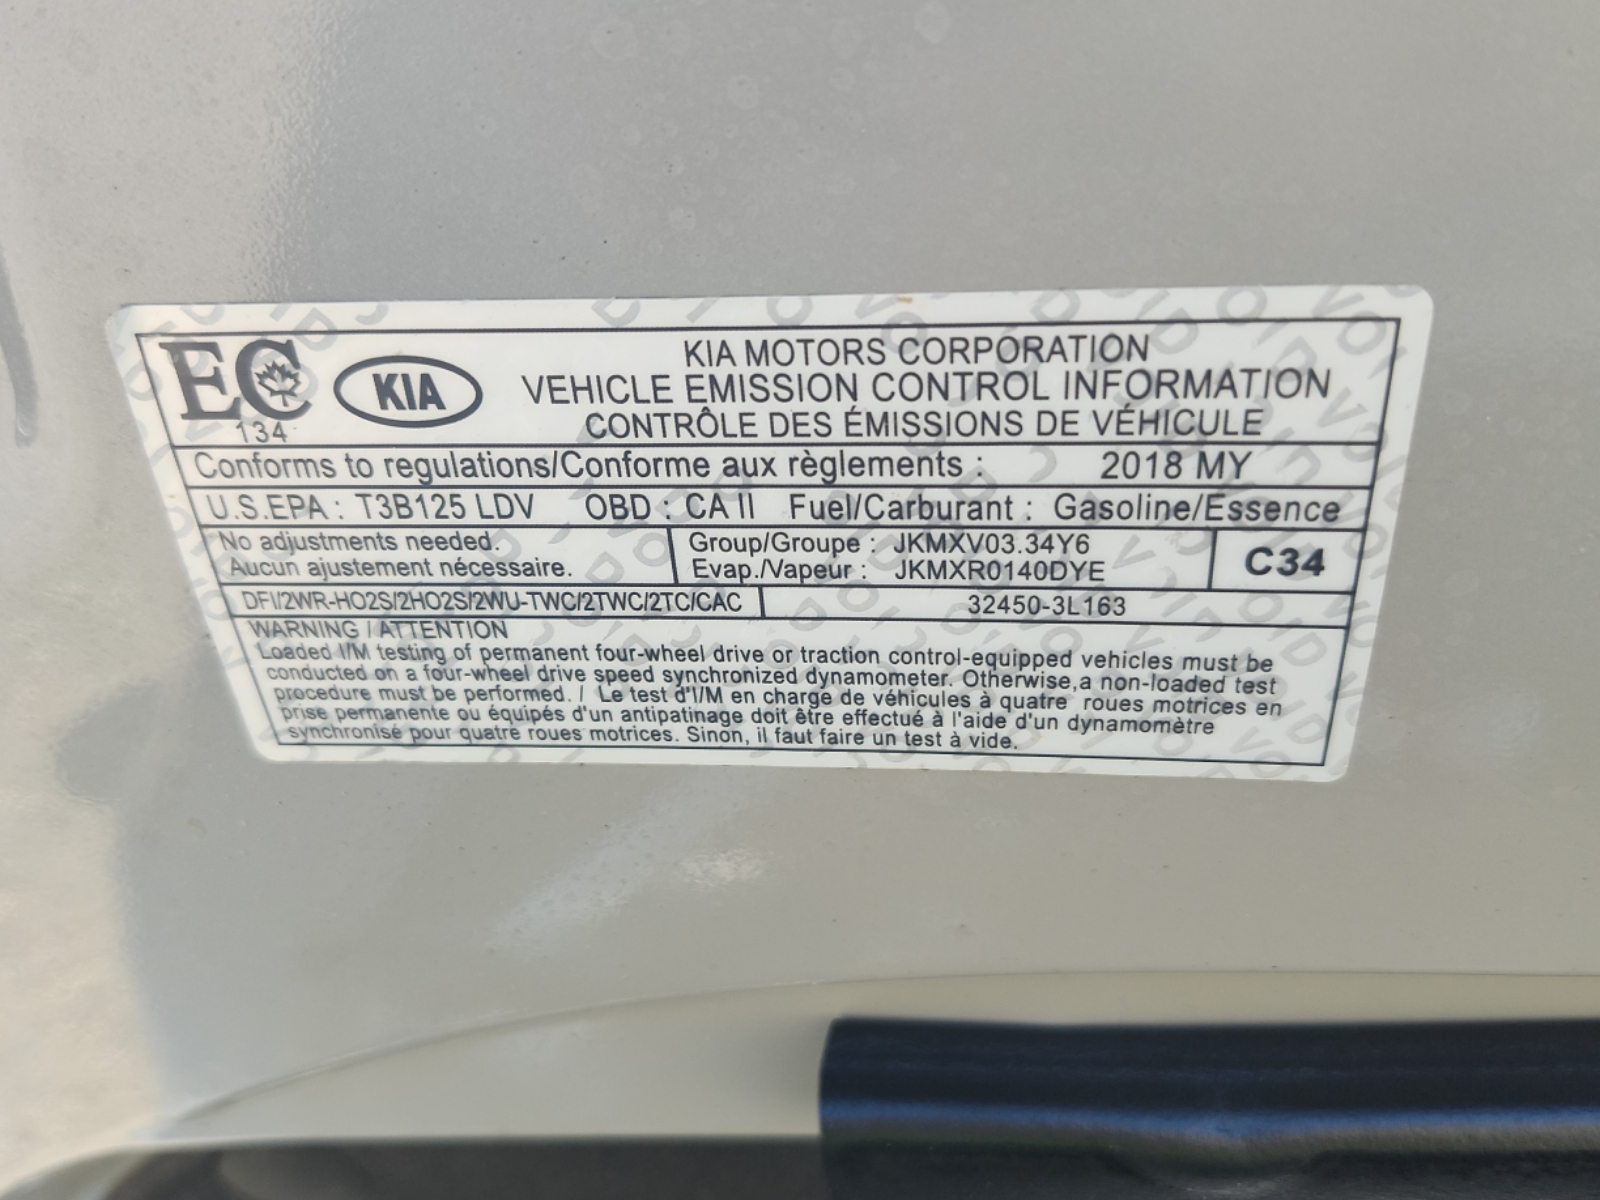 EC
134
KIA
KIA MOTORS CORPORATION
VEHICLE EMISSION CONTROL INFORMATION
CONTRÔLE DES ÉMISSIONS DE VÉHICULE
Conforms to regulations/Conforme aux règlements : 2018 MY
U.S.EPA : T3B125 LDV OBD : CA II Fuel/Carburant : Gasoline/Essence
No adjustments needed.
Aucun ajustement nécessaire.
Group/Groupe : JKMXV03.34Y6
Evap./Vapeur : JKMXR0140DYE
C34
DFI/2WR-HO2S/2HO2S/2WU-TWC/2TWC/2TC/CAC
32450-3L163
WARNING / ATTENTION
Loaded I/M testing of permanent four-wheel drive or traction control-equipped vehicles must be
conducted on a four-wheel drive speed synchronized dynamometer. Otherwise,a non-loaded test
procedure must be performed. / Le test d'I/M en charge de véhicules à quatre roues motrices en
prise permanente ou équipés d'un antipatinage doit être effectué à l'aide d'un dynamomètre
synchronisé pour quatre roues motrices. Sinon, il faut faire un test à vide.